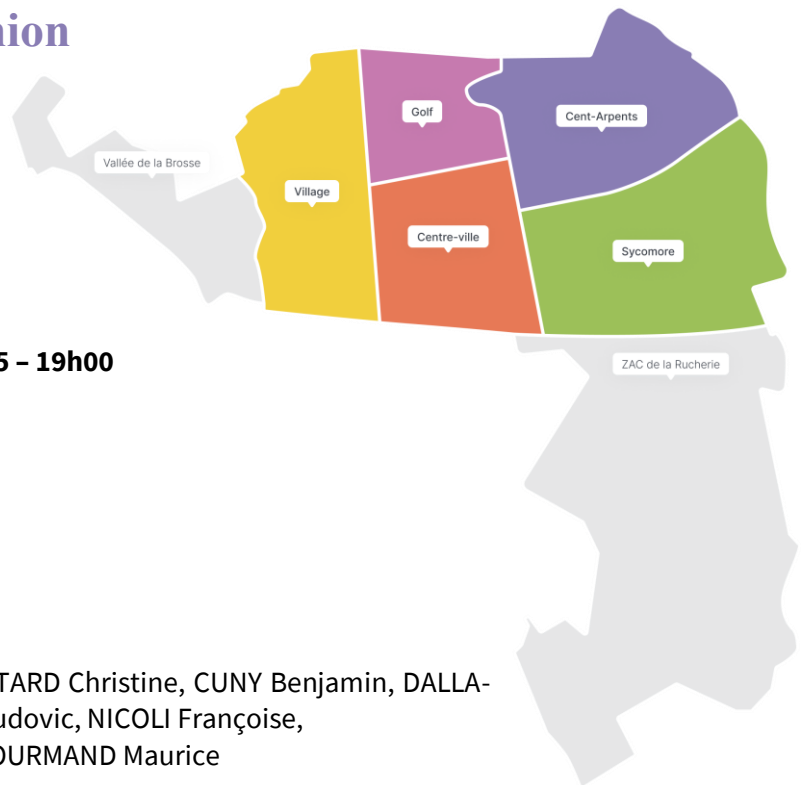 nion
Golf
Cent-Arpents
Vallée de la Brosse
Village
Centre-ville
Sycomore
5 – 19h00
ZAC de la Rucherie
TARD Christine, CUNY Benjamin, DALLA-
udovic, NICOLI Françoise,
OURMAND Maurice